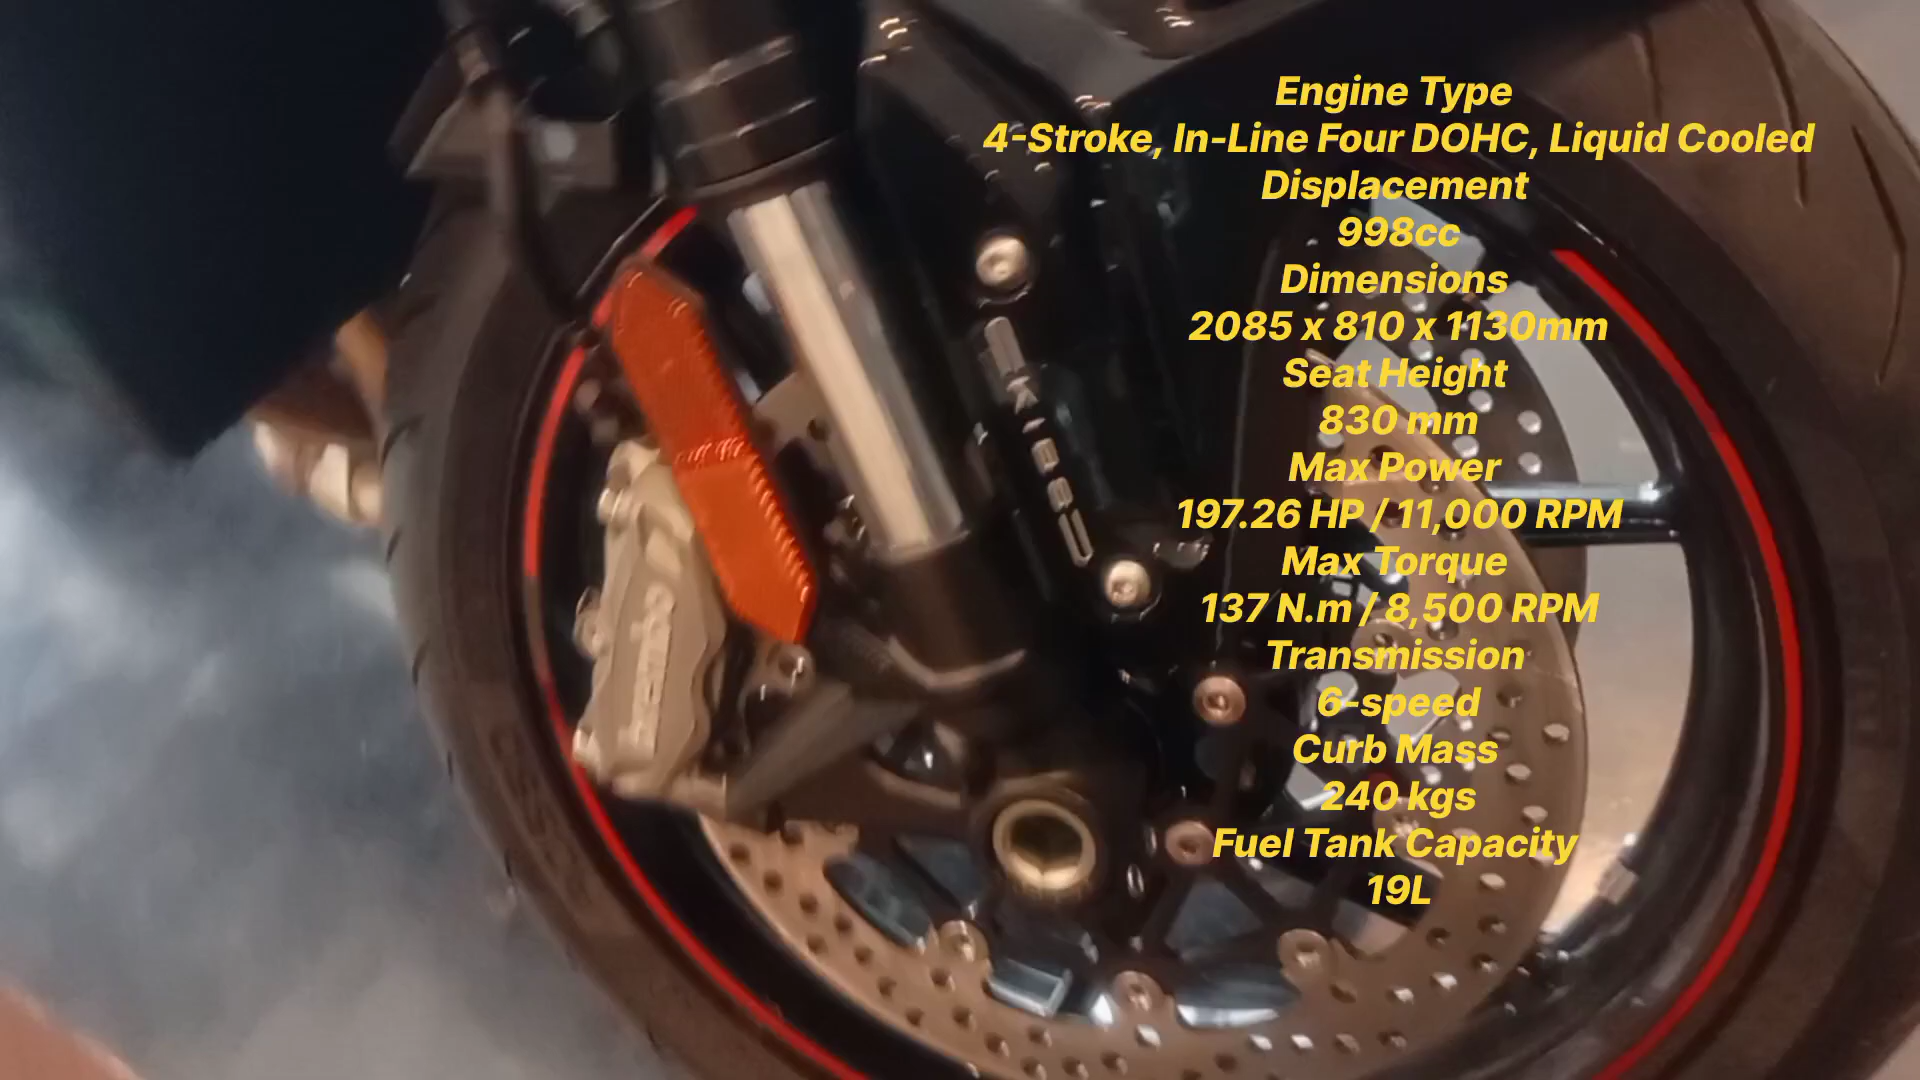 Engine Type
4-Stroke, In-Line Four DOHC, Liquid Cooled
Displacement
998cc
Dimensions
2085 x 810 x 1130mm
Seat Height
830 mm
Max Power
197.26 HP / 11,000 RPM
Max Torque
137 N.m / 8,500 RPM
Transmission
6-speed
Curb Mass
240 kgs
Fuel Tank Capacity
19L